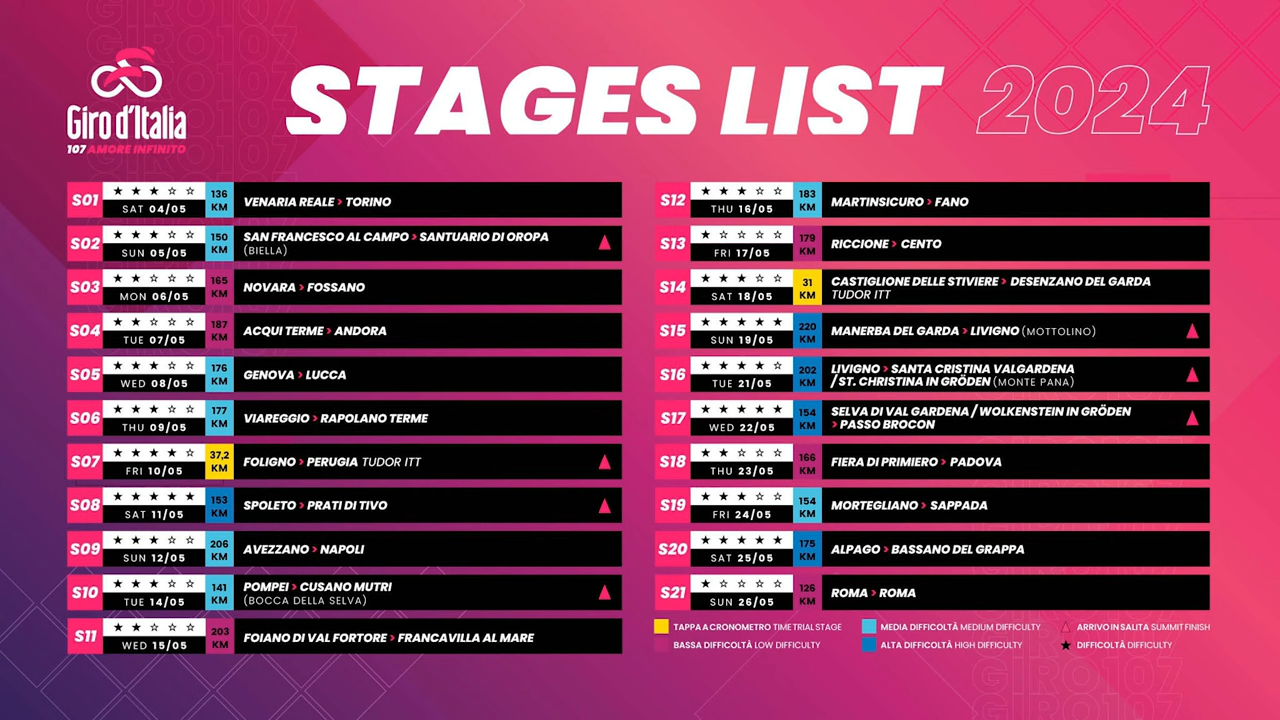 Giro d'Italia
107 AMORE INFINITO
STAGES LIST 2024
S01 ★★★☆☆ SAT 04/05 136 KM VENARIA REALE > TORINO
S02 ★★★☆☆ SUN 05/05 150 KM SAN FRANCESCO AL CAMPO > SANTUARIO DI OROPA
(BIELLA)
S03 ★★☆☆☆ MON 06/05 165 KM NOVARA > FOSSANO
S04 ★★☆☆☆ TUE 07/05 187 KM ACQUI TERME > ANDORA
S05 ★★☆☆☆ WED 08/05 176 KM GENOVA > LUCCA
S06 ★★★☆☆ THU 09/05 177 KM VIAREGGIO > RAPOLANO TERME
S07 ★★★★☆ FRI 10/05 37,2 KM FOLIGNO > PERUGIA TUDOR ITT
S08 ★★★★★ SAT 11/05 153 KM SPOLETO > PRATI DI TIVO
S09 ★★★☆☆ SUN 12/05 206 KM AVEZZANO > NAPOLI
S10 ★★★☆☆ TUE 14/05 141 KM POMPEI > CUSANO MUTRI
(BOCCA DELLA SELVA)
S11 ★★☆☆☆ WED 15/05 203 KM FOIANO DI VAL FORTORE > FRANCAVILLA AL MARE
S12 ★★★☆☆ THU 16/05 183 KM MARTINSICURO > FANO
S13 ★☆☆☆☆ FRI 17/05 179 KM RICCIONE > CENTO
S14 ★★★☆☆ SAT 18/05 31 KM CASTIGLIONE DELLE STIVIERE > DESENZANO DEL GARDA
TUDOR ITT
S15 ★★★★★ SUN 19/05 220 KM MANERBA DEL GARDA > LIVIGNO (MOTTOLINO)
S16 ★★★★☆ TUE 21/05 202 KM LIVIGNO > SANTA CRISTINA VALGARDENA
/ST. CHRISTINA IN GRÖDEN (MONTE PANA)
S17 ★★★★★ WED 22/05 154 KM SELVA DI VAL GARDENA / WOLKENSTEIN IN GRÖDEN
> PASSO BROCON
S18 ★★☆☆☆ THU 23/05 166 KM FIERA DI PRIMIERO > PADOVA
S19 ★★★☆☆ FRI 24/05 154 KM MORTEGLIANO > SAPPADA
S20 ★★★★★ SAT 25/05 175 KM ALPAGO > BASSANO DEL GRAPPA
S21 ★☆☆☆☆ SUN 26/05 126 KM ROMA > ROMA
TAPPA A CRONOMETRO TIME TRIAL STAGE
MEDIA DIFFICOLTÀ MEDIUM DIFFICULTY
ARRIVO IN SALITA SUMMIT FINISH
BASSA DIFFICOLTÀ LOW DIFFICULTY
ALTA DIFFICOLTÀ HIGH DIFFICULTY
★ DIFFICOLTÀ DIFFICULTY
GIRO107